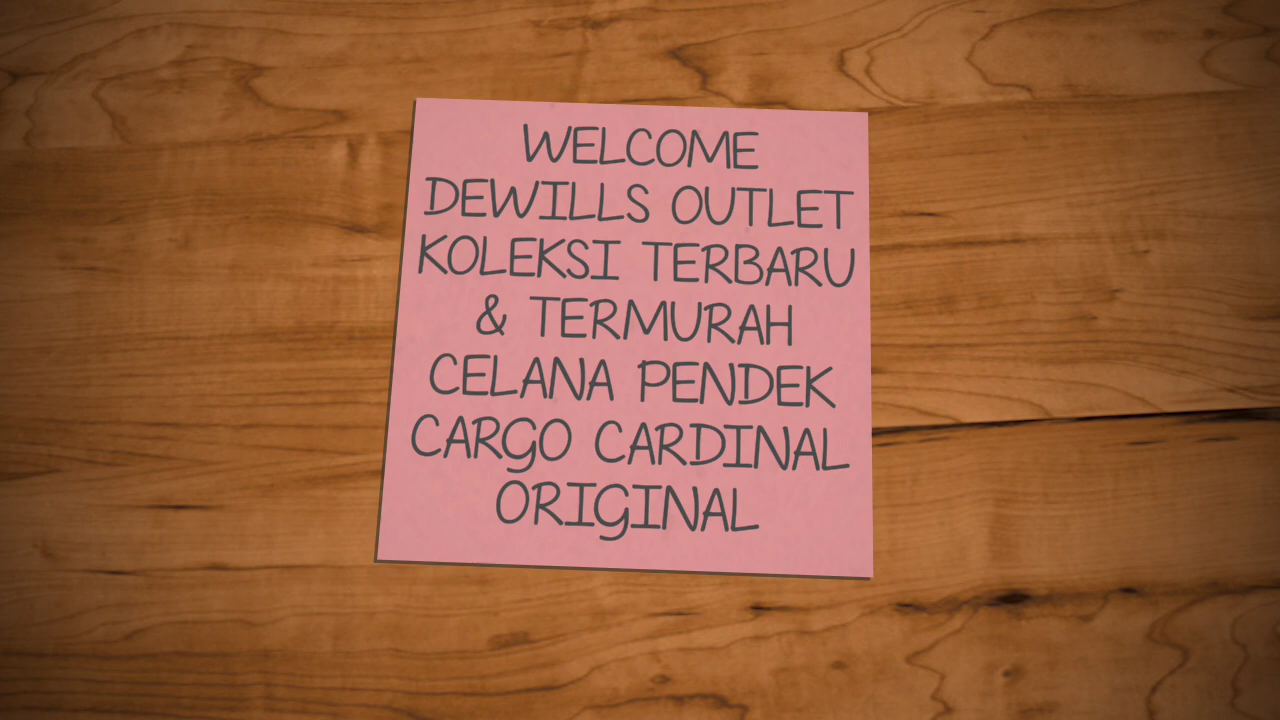 WELCOME
DEWILLS OUTLET
KOLEKSI TERBARU
& TERMURAH
CELANA PENDEK
CARGO CARDINAL
ORIGINAL